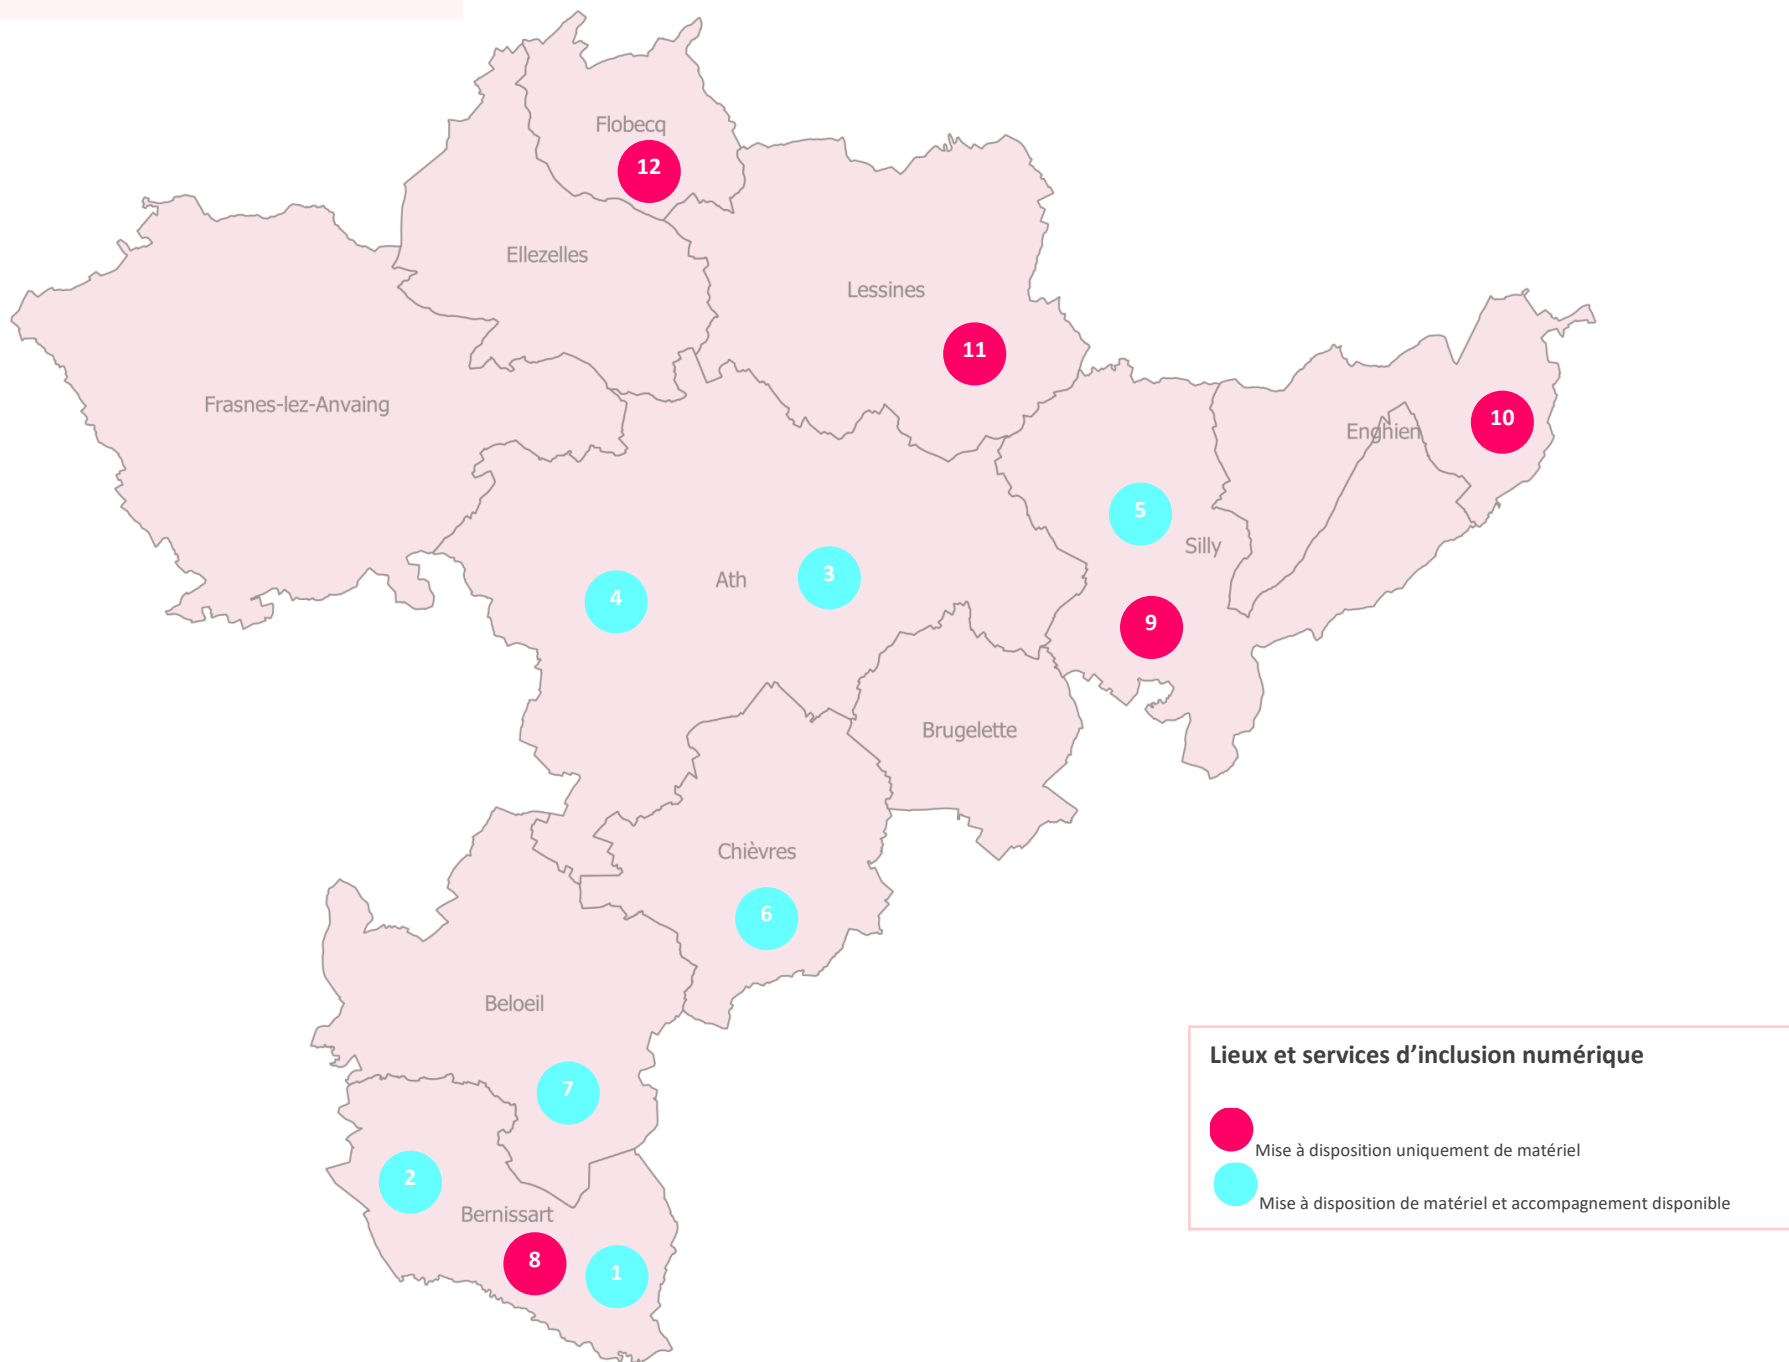 Flobecq
12
Ellezelles
Lessines
11
Frasnes-lez-Anvaing
Enghien
10
5
Silly
Ath
3
4
9
Brugelette
Chièvres
6
Beloeil
7
2
Bernissart
8
1
Lieux et services d’inclusion numérique
Mise à disposition uniquement de matériel
Mise à disposition de matériel et accompagnement disponible